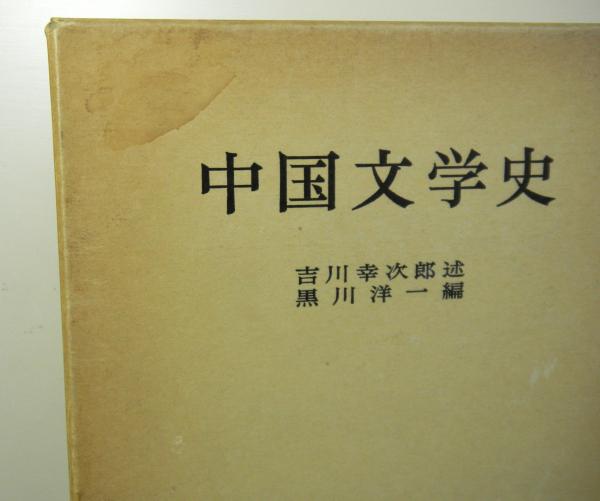 中国文学史
吉川幸次郎述
黒川洋一編